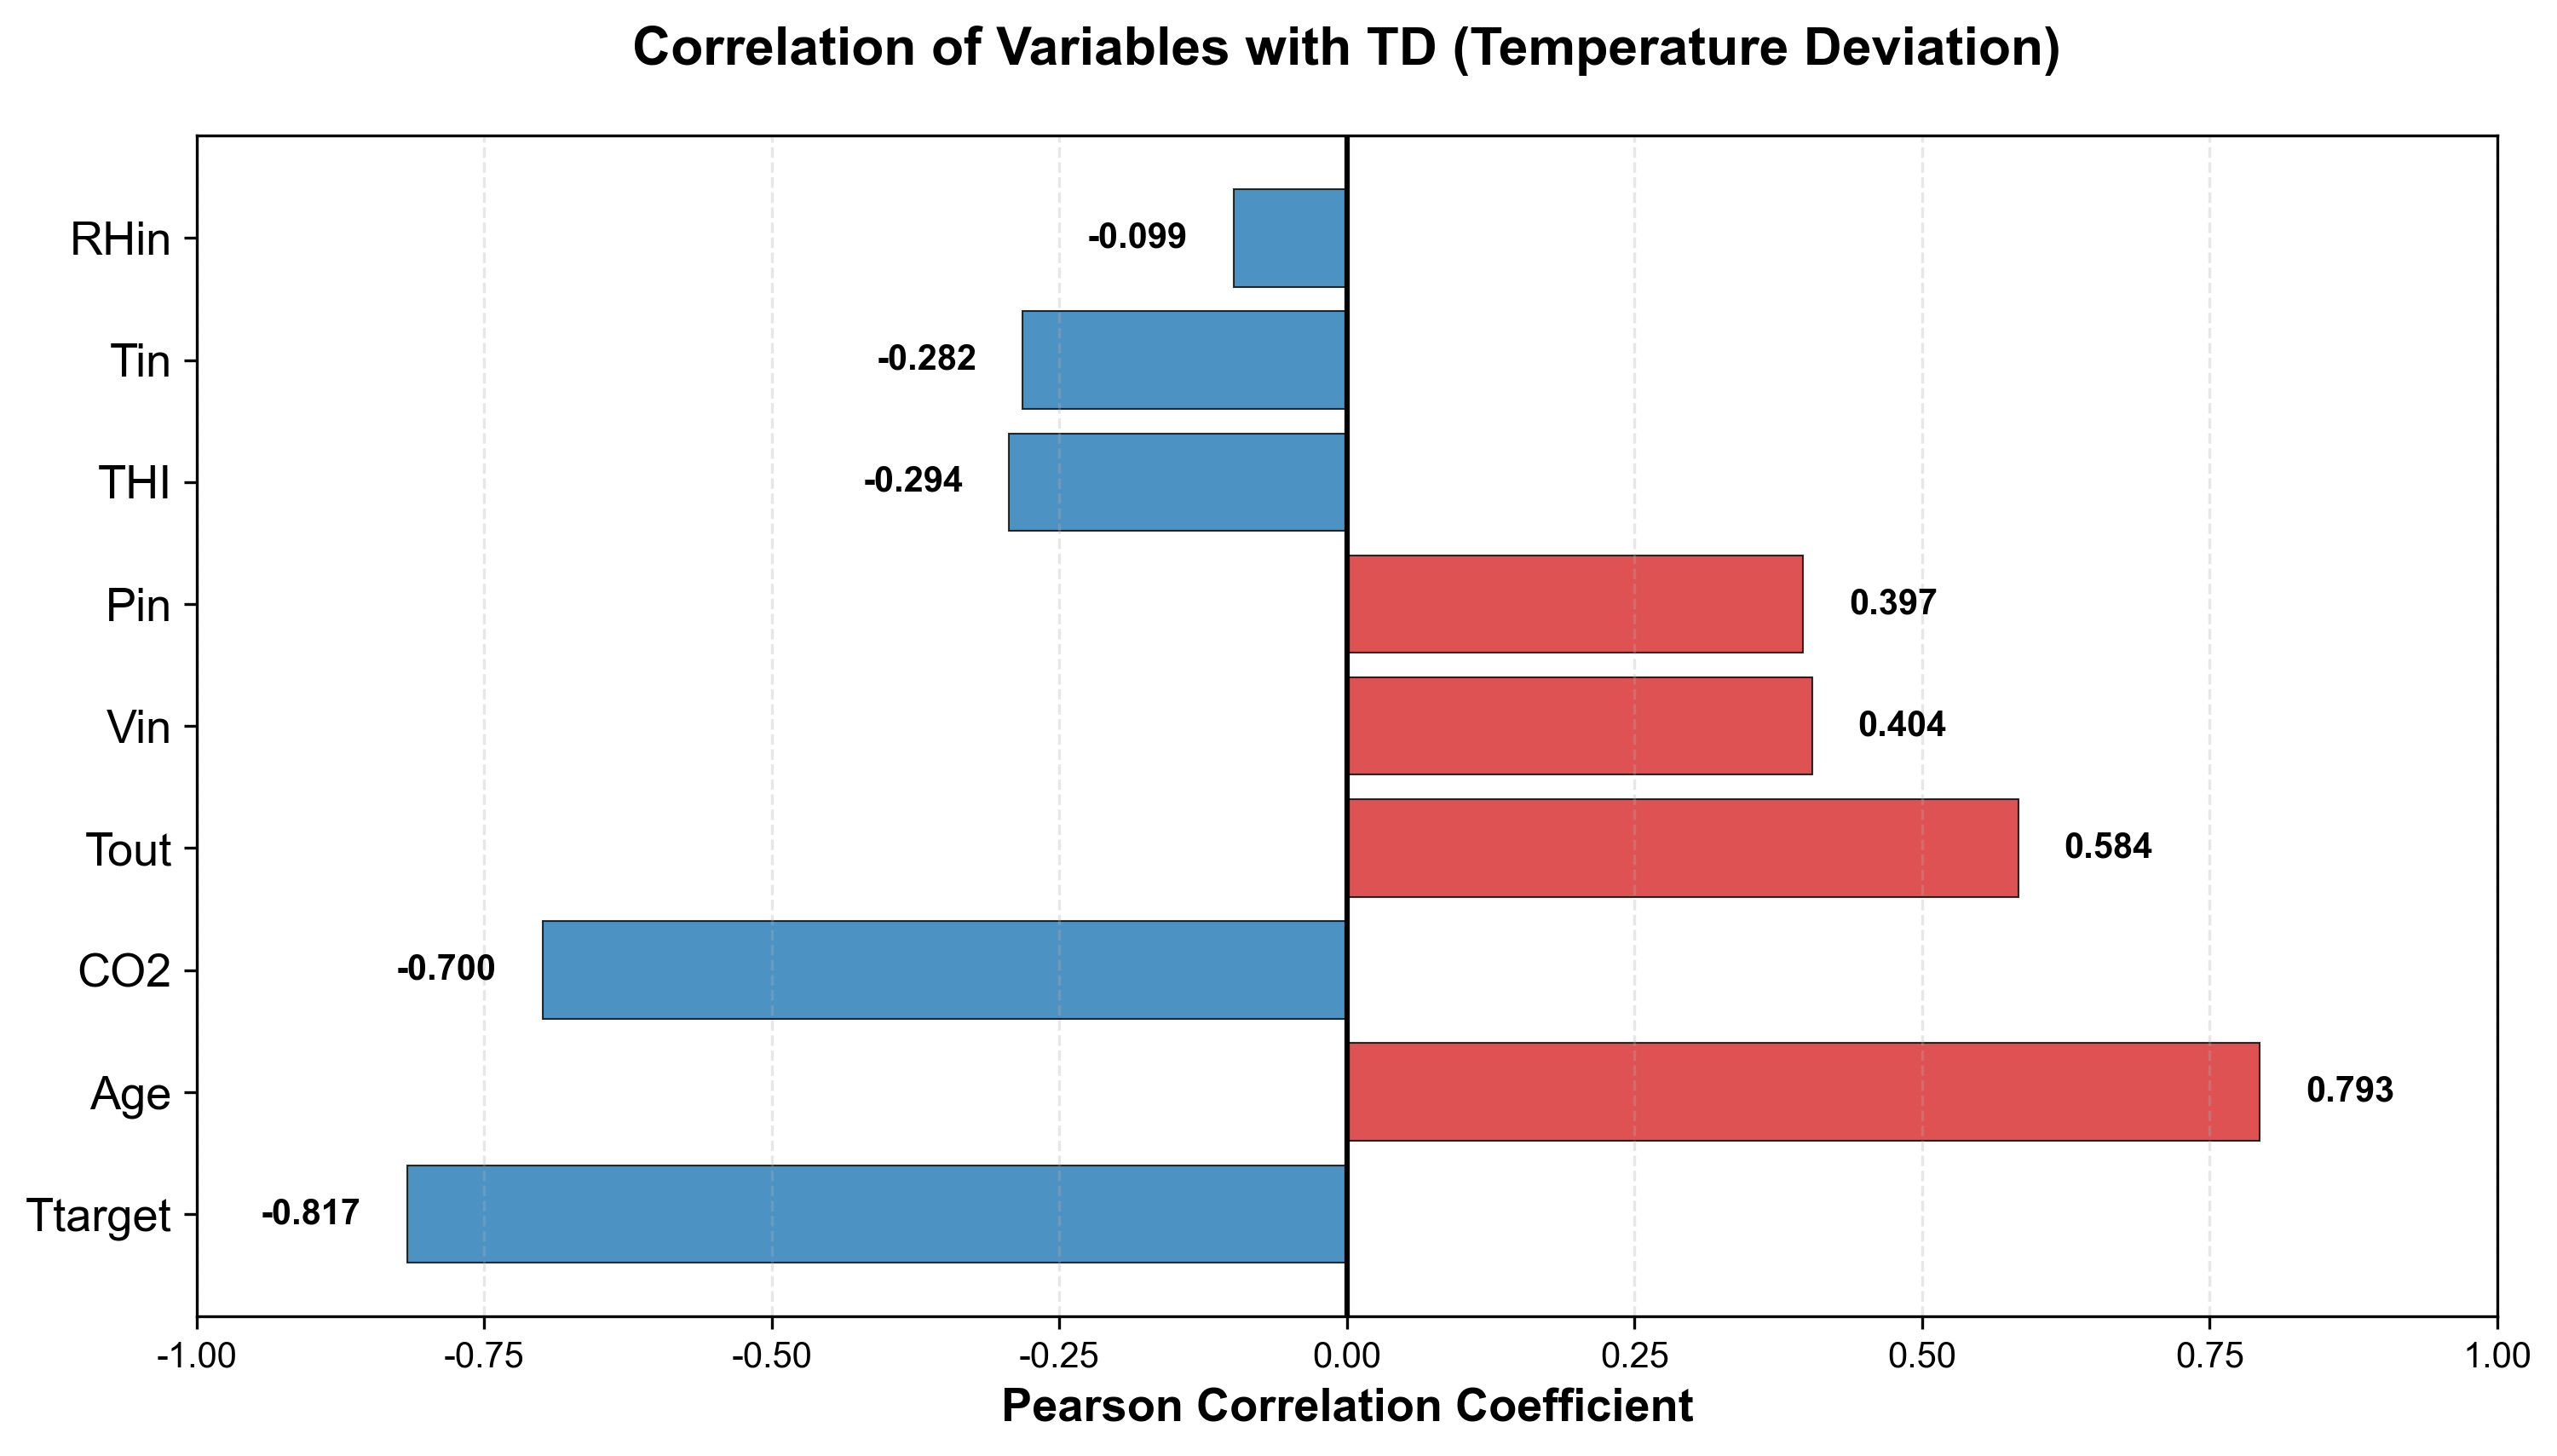 Correlation of Variables with TD (Temperature Deviation)
RHin
-0.099
Tin
-0.282
THI
-0.294
Pin
0.397
Vin
0.404
Tout
0.584
CO2
-0.700
Age
0.793
Ttarget
-0.817
-1.00 -0.75 -0.50 -0.25 0.00 0.25 0.50 0.75 1.00
Pearson Correlation Coefficient